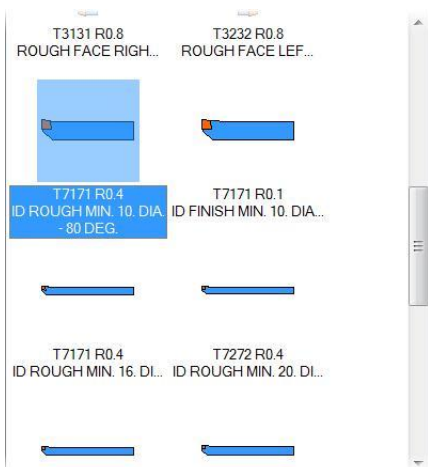 T3131 R0.8
ROUGH FACE RIGH...
T3232 R0.8
ROUGH FACE LEF...
T7171 R0.4
ID ROUGH MIN. 10. DIA.
- 80 DEG.
T7171 R0.1
ID FINISH MIN. 10. DIA...
T7171 R0.4
ID ROUGH MIN. 16. DI...
T7272 R0.4
ID ROUGH MIN. 20. DI...